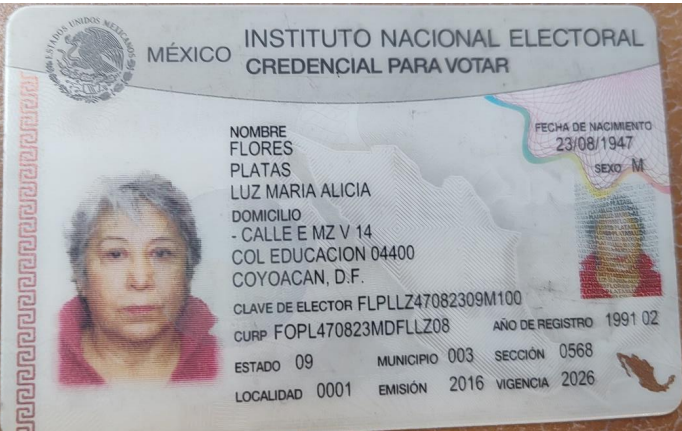 ESTADOS UNIDOS MEXICANOS
MÉXICO INSTITUTO NACIONAL ELECTORAL
CREDENCIAL PARA VOTAR
NOMBRE
FLORES
PLATAS
LUZ MARIA ALICIA
FECHA DE NACIMIENTO
23/08/1947
SEXO M
DOMICILIO
- CALLE E MZ V 14
COL EDUCACION 04400
COYOACAN, D.F.
CLAVE DE ELECTOR FLPLLZ47082309M100
CURP FOPL470823MDFLLZ08 AÑO DE REGISTRO 1991 02
ESTADO 09 MUNICIPIO 003 SECCIÓN 0568
LOCALIDAD 0001 EMISIÓN 2016 VIGENCIA 2026